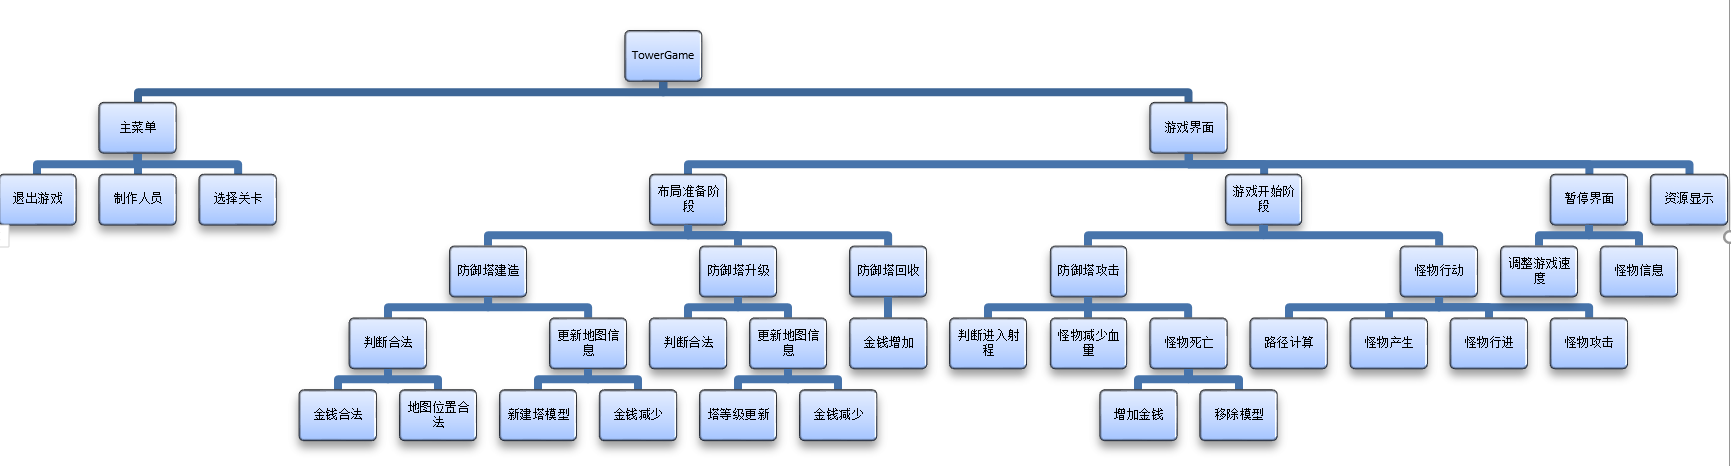 TowerGame
主菜单
游戏界面
退出游戏
制作人员
选择关卡
布局准备阶
段
游戏开始阶
段
暂停界面
资源显示
防御塔建造
防御塔升级
防御塔回收
防御塔攻击
怪物行动
调整游戏速
度
怪物信息
判断合法
更新地图信
息
判断合法
更新地图信
息
金钱增加
判断进入射
程
怪物减少血
量
怪物死亡
路径计算
怪物产生
怪物行进
怪物攻击
金钱合法
地图位置合
法
新建塔模型
金钱减少
塔等级更新
金钱减少
增加金钱
移除模型